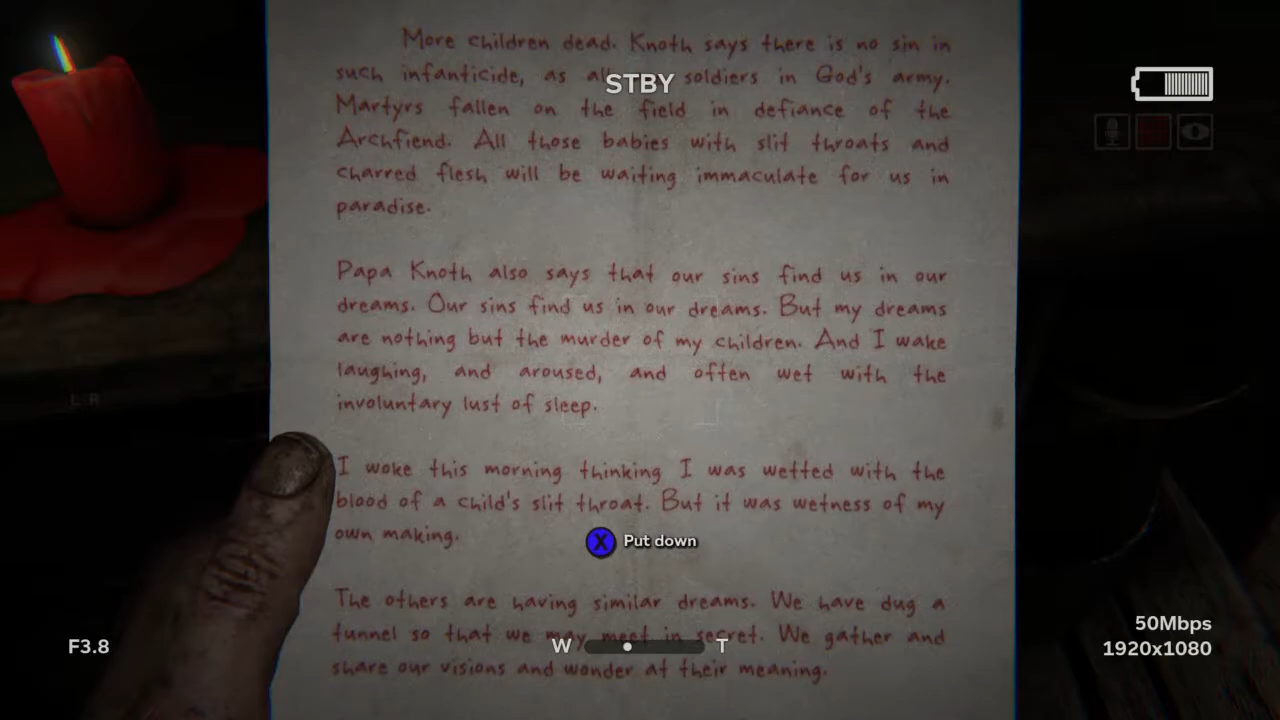 More children dead. Knoth says there is no sin in
such infanticide, as all soldiers in God's army.
STBY
Martyrs fallen on the field in defiance of the
Archfiend. All those babies with slit throats and
charred flesh will be waiting immaculate for us in
paradise.
Papa Knoth also says that our sins find us in our
dreams. Our sins find us in our dreams. But my dreams
are nothing but the murder of my children. And I wake
laughing, and aroused, and often wet with the
L R
involuntary lust of sleep.
I woke this morning thinking I was wetted with the
blood of a child's slit throat. But it was wetness of my
own making.
X Put down
The others are having similar dreams. We have dug a
tunnel so that we may meet in secret. We gather and
share our visions and wonder at their meaning.
F3.8
W T
50Mbps
1920x1080